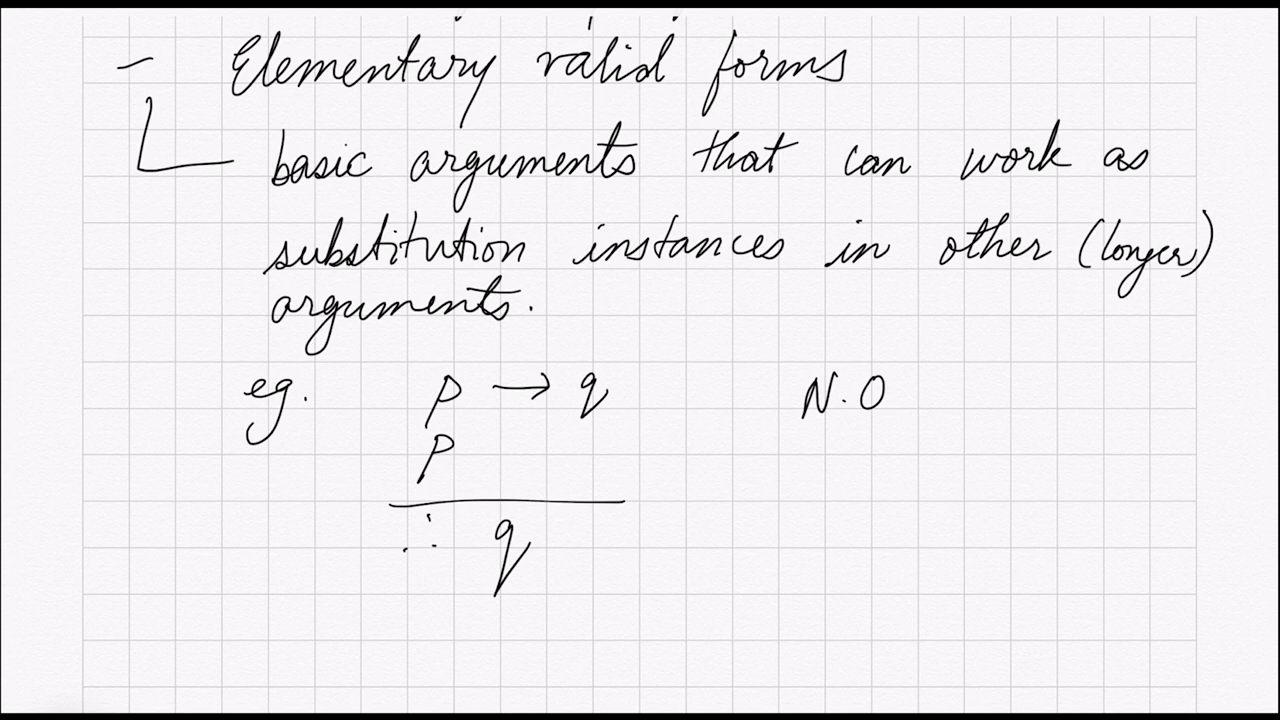 - Elementary valid forms
basic arguments that can work as
substitution instances in other (longer)
arguments.
eg. p → q N.O
p
∴ q